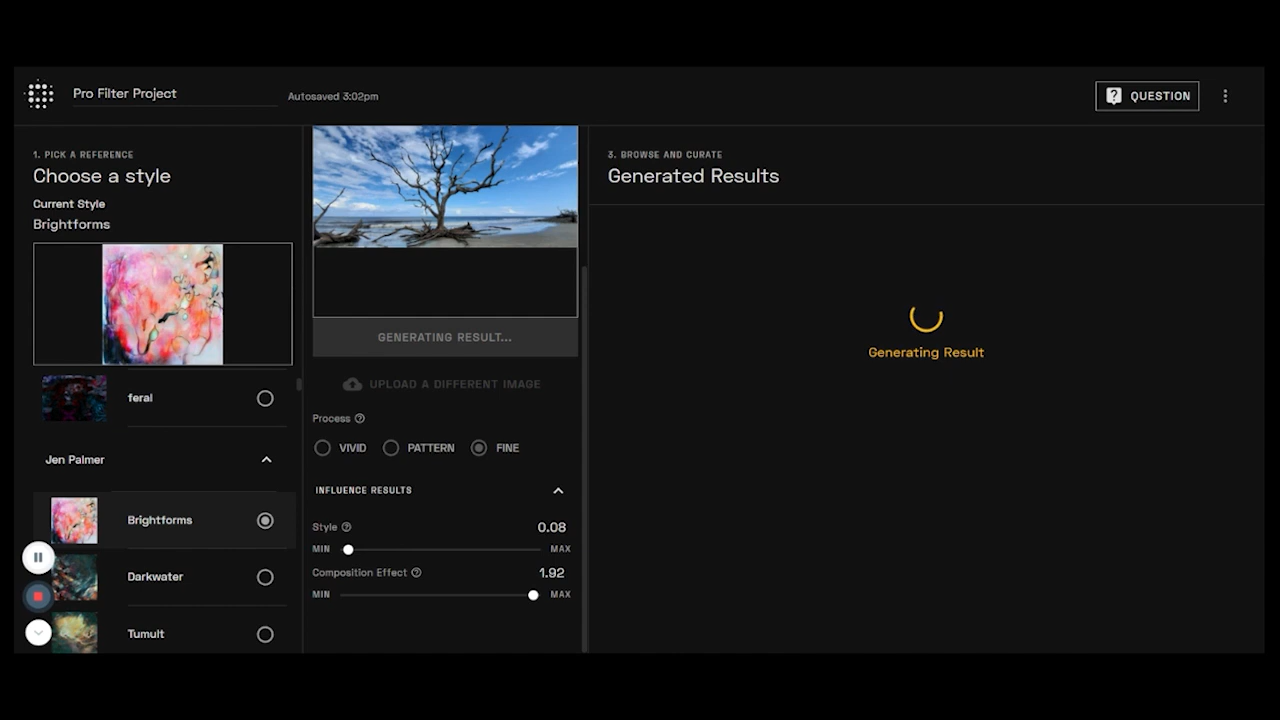 Pro Filter Project
Autosaved 3:02pm
QUESTION
1. PICK A REFERENCE
Choose a style
Current Style
Brightforms
feral
Jen Palmer
Brightforms
Darkwater
Tumult
GENERATING RESULT...
UPLOAD A DIFFERENT IMAGE
Process
VIVID PATTERN FINE
INFLUENCE RESULTS
Style 0.08
MIN MAX
Composition Effect 1.92
MIN MAX
3. BROWSE AND CURATE
Generated Results
Generating Result